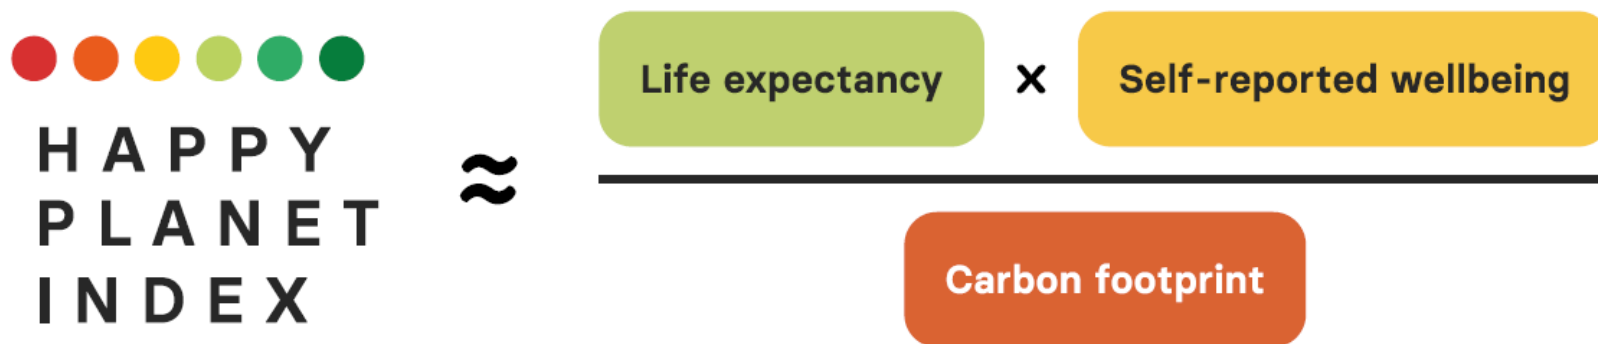 HAPPY
PLANET
INDEX
≈
Life expectancy × Self-reported wellbeing
Carbon footprint